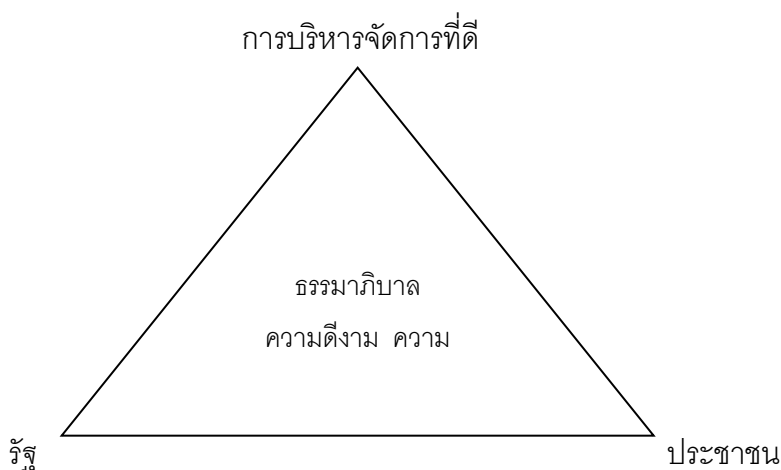 การบริหารจัดการที่ดี
ธรรมาภิบาล
ความดีงาม ความ
รัฐ
ประชาชน